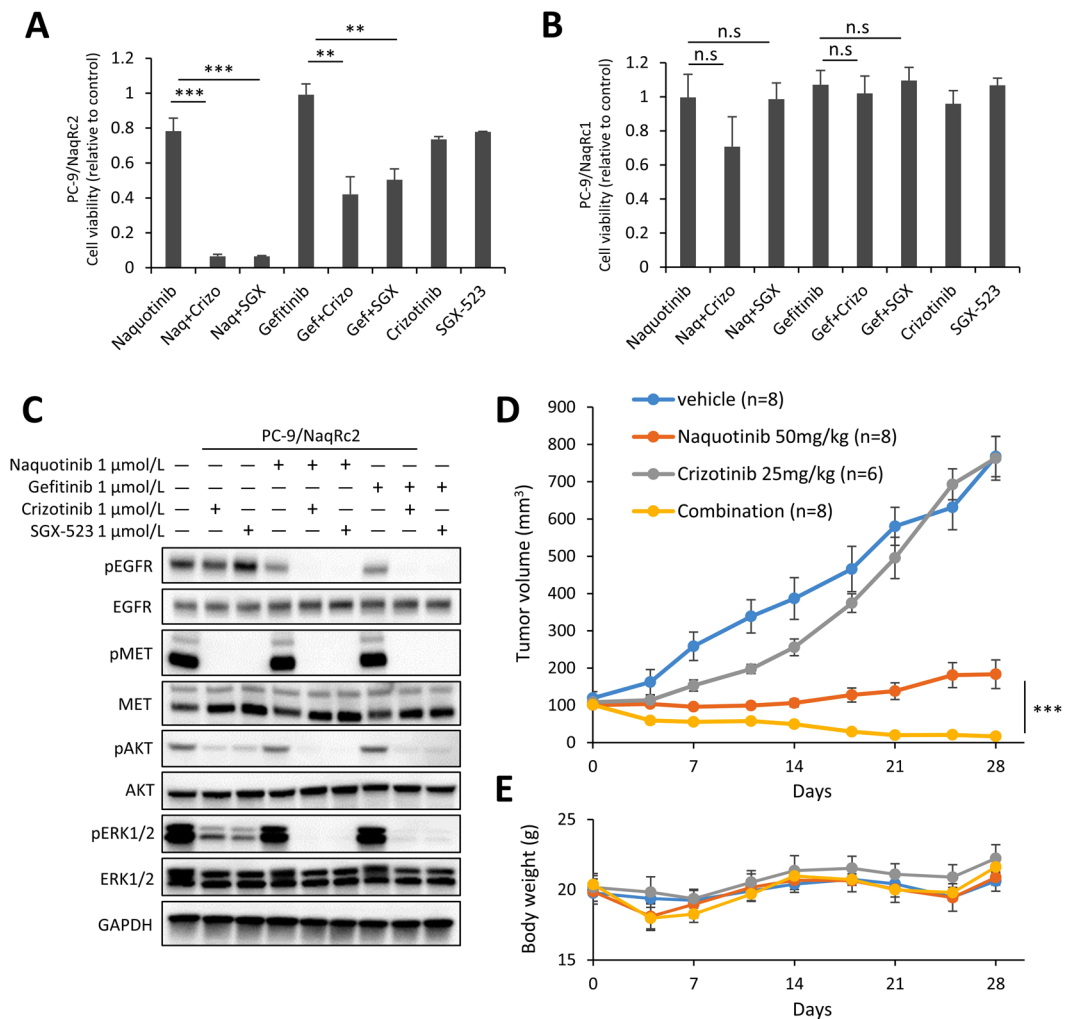 A
PC-9/NaqRc2
Cell viability (relative to control)
1.2
1
0.8
0.6
0.4
0.2
0
***
***
**
**
Naquotinib
Naq+Crizo
Naq+SGX
Gefitinib
Gef+Crizo
Gef+SGX
Crizotinib
SGX-523
B
PC-9/NaqRc1
Cell viability (relative to control)
1.2
1
0.8
0.6
0.4
0.2
0
n.s
n.s
n.s
n.s
Naquotinib
Naq+Crizo
Naq+SGX
Gefitinib
Gef+Crizo
Gef+SGX
Crizotinib
SGX-523
C
PC-9/NaqRc2
Naquotinib 1 μmol/L — — — + + + — — —
Gefitinib 1 μmol/L — — — — — — + + +
Crizotinib 1 μmol/L — + — — + — — + —
SGX-523 1 μmol/L — — + — — + — — +
pEGFR
EGFR
pMET
MET
pAKT
AKT
pERK1/2
ERK1/2
GAPDH
D
vehicle (n=8)
Naquotinib 50mg/kg (n=8)
Crizotinib 25mg/kg (n=6)
Combination (n=8)
Tumor volume (mm³)
900
800
700
600
500
400
300
200
100
0
***
0 7 14 21 28
Days
E
Body weight (g)
25
20
15
0 7 14 21 28
Days